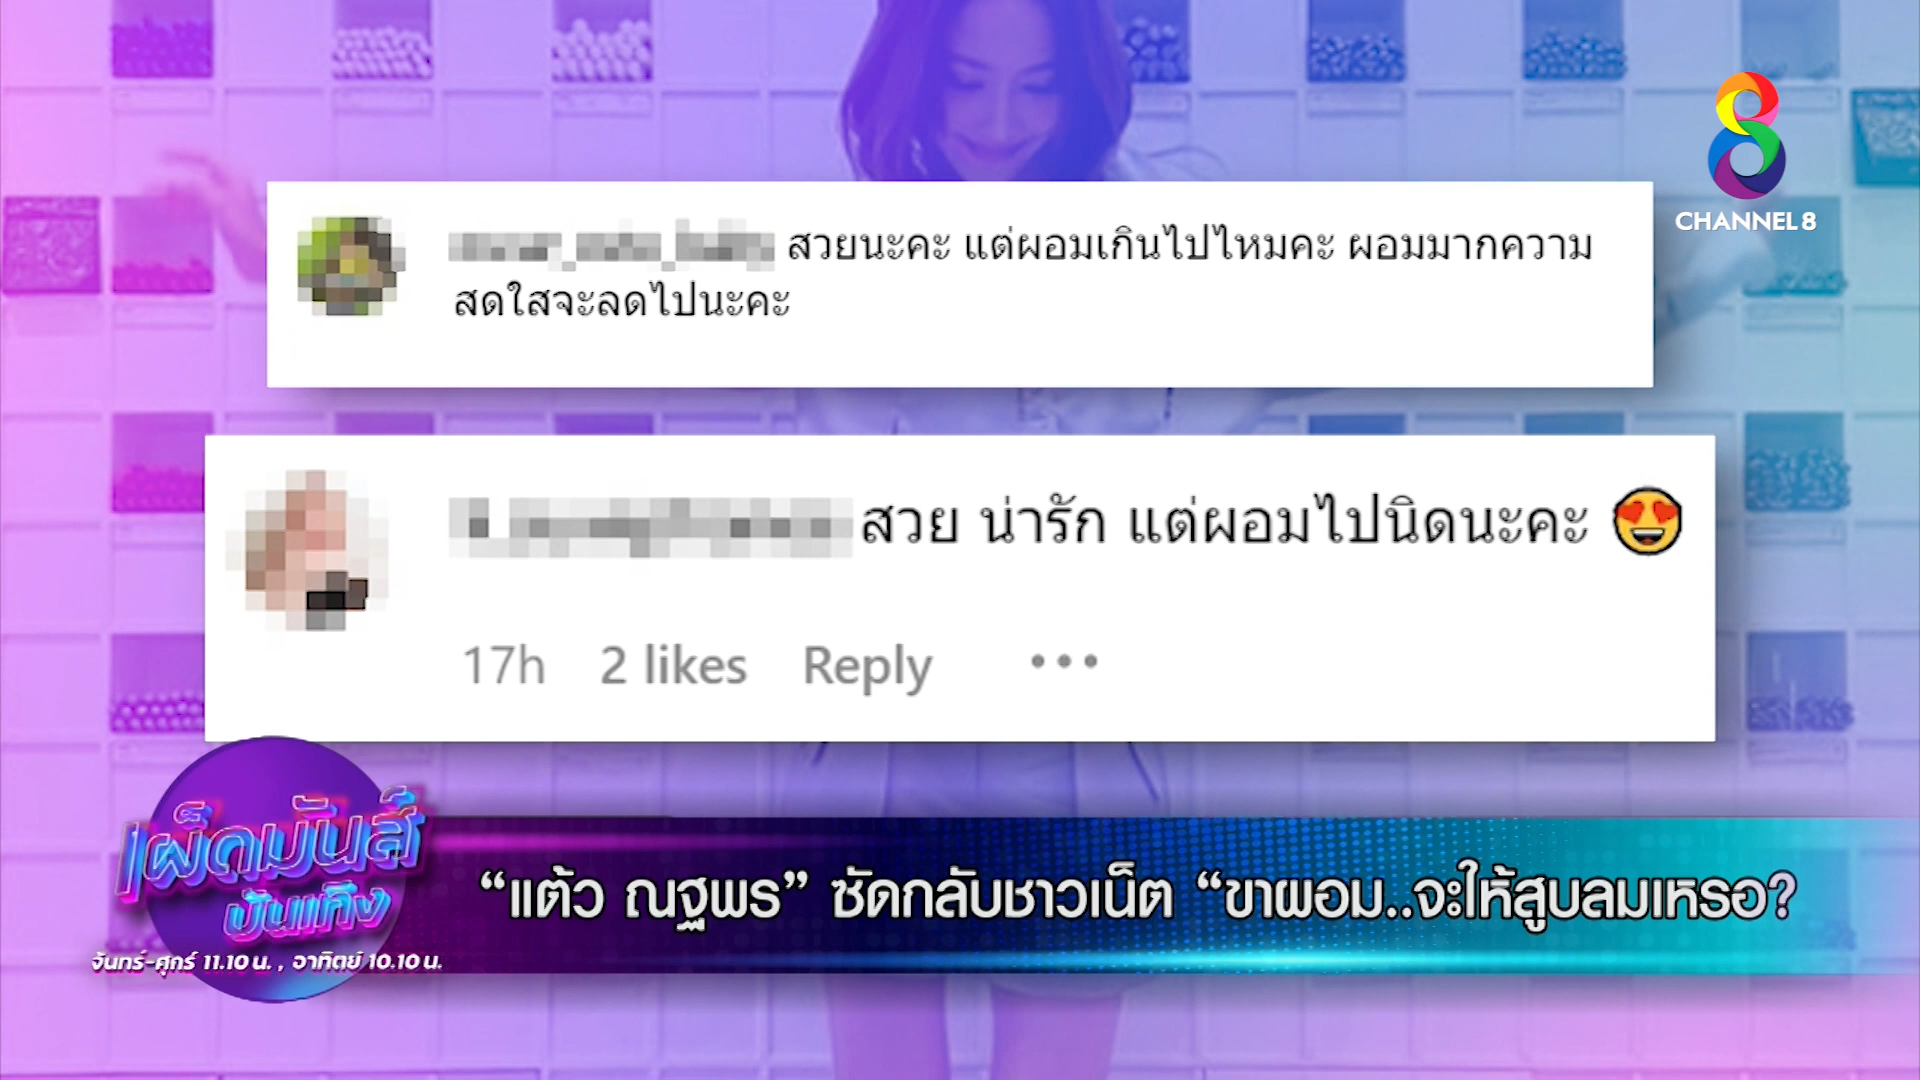 CHANNEL 8
สวยนะคะ แต่ผอมเกินไปไหมคะ ผอมมากความ
สดใสจะลดไปนะคะ
สวย น่ารัก แต่ผอมไปนิดนะคะ 😍
17h 2 likes Reply •••
เผ็ดมันส์
บันเทิง
จันทร์-ศุกร์ 11.10 น. , อาทิตย์ 10.10 น.
“แต้ว ณฐพร” ซัดกลับชาวเน็ต “ขาผอม..จะให้สูบลมเหรอ?